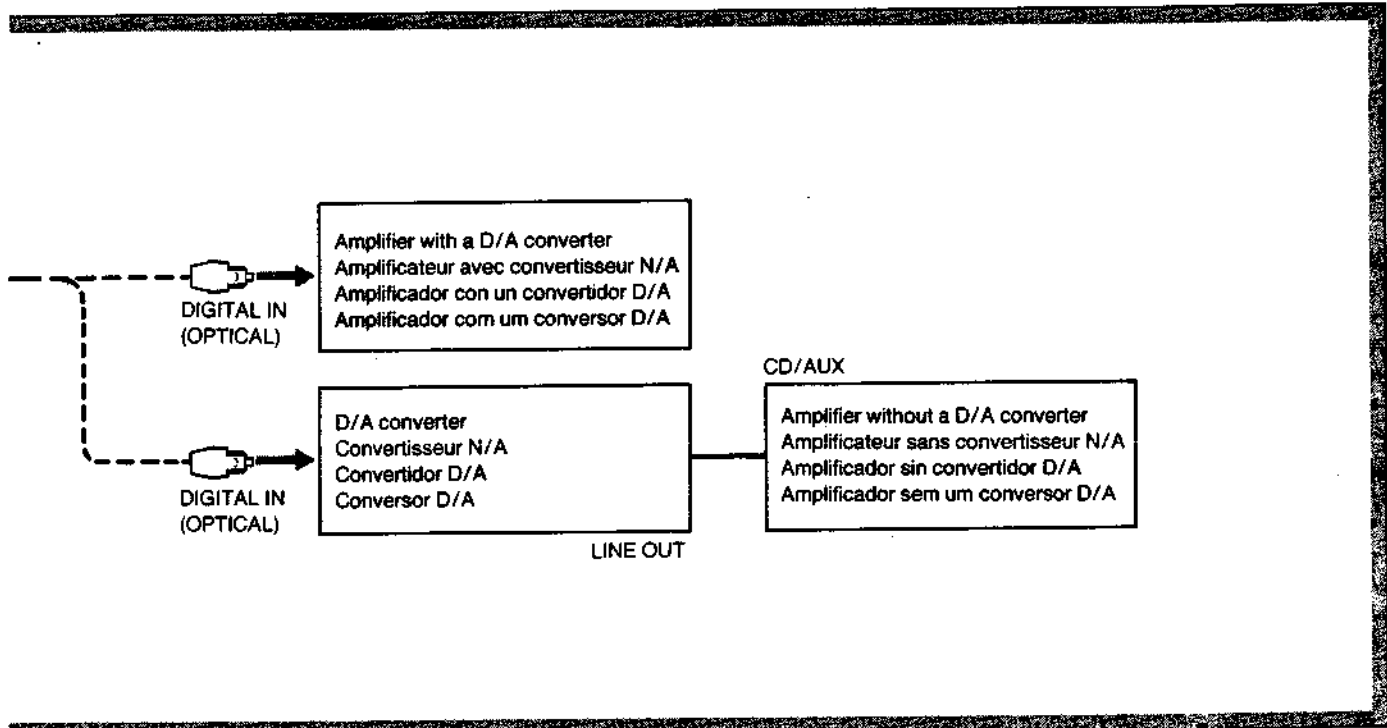 Amplifier with a D/A converter
Amplificateur avec convertisseur N/A
Amplificador con un convertidor D/A
Amplificador com um conversor D/A
DIGITAL IN
(OPTICAL)
D/A converter
Convertisseur N/A
Convertidor D/A
Conversor D/A
DIGITAL IN
(OPTICAL)
LINE OUT
CD/AUX
Amplifier without a D/A converter
Amplificateur sans convertisseur N/A
Amplificador sin convertidor D/A
Amplificador sem um conversor D/A